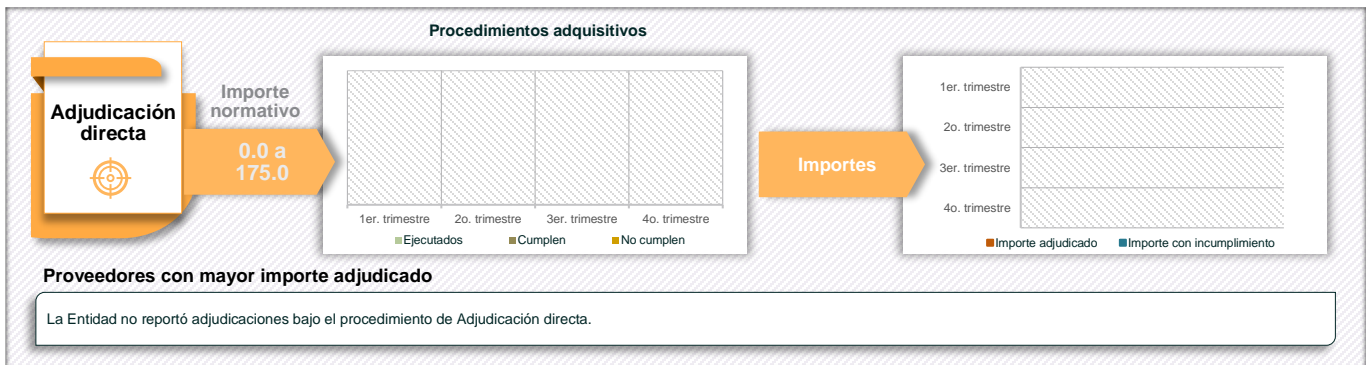 Procedimientos adquisitivos
Adjudicación
directa
Importe
normativo
0.0 a
175.0
1er. trimestre 2o. trimestre 3er. trimestre 4o. trimestre
Ejecutados Cumplen No cumplen
Importes
1er. trimestre
2o. trimestre
3er. trimestre
4o. trimestre
Importe adjudicado Importe con incumplimiento
Proveedores con mayor importe adjudicado
La Entidad no reportó adjudicaciones bajo el procedimiento de Adjudicación directa.